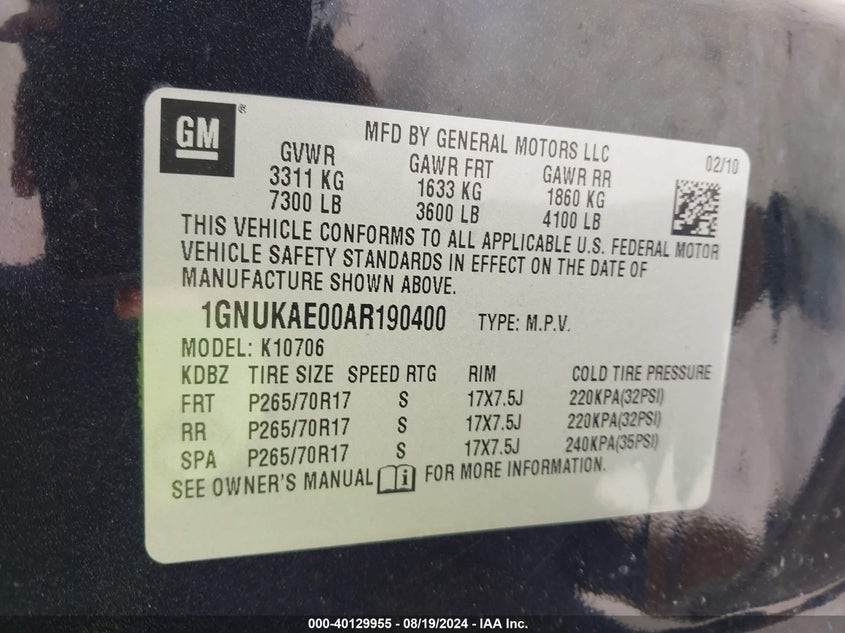 GM®
MFD BY GENERAL MOTORS LLC
02/10
GVWR GAWR FRT GAWR RR
3311 KG 1633 KG 1860 KG
7300 LB 3600 LB 4100 LB
THIS VEHICLE CONFORMS TO ALL APPLICABLE U.S. FEDERAL MOTOR
VEHICLE SAFETY STANDARDS IN EFFECT ON THE DATE OF
MANUFACTURE SHOWN ABOVE.
1GNUKAE00AR190400 TYPE: M.P.V.
MODEL: K10706
KDBZ TIRE SIZE SPEED RTG RIM COLD TIRE PRESSURE
FRT P265/70R17 S 17X7.5J 220KPA(32PSI)
RR P265/70R17 S 17X7.5J 220KPA(32PSI)
SPA P265/70R17 S 17X7.5J 240KPA(35PSI)
SEE OWNER'S MANUAL i FOR MORE INFORMATION.
000-40129955 - 08/19/2024 - IAA Inc.